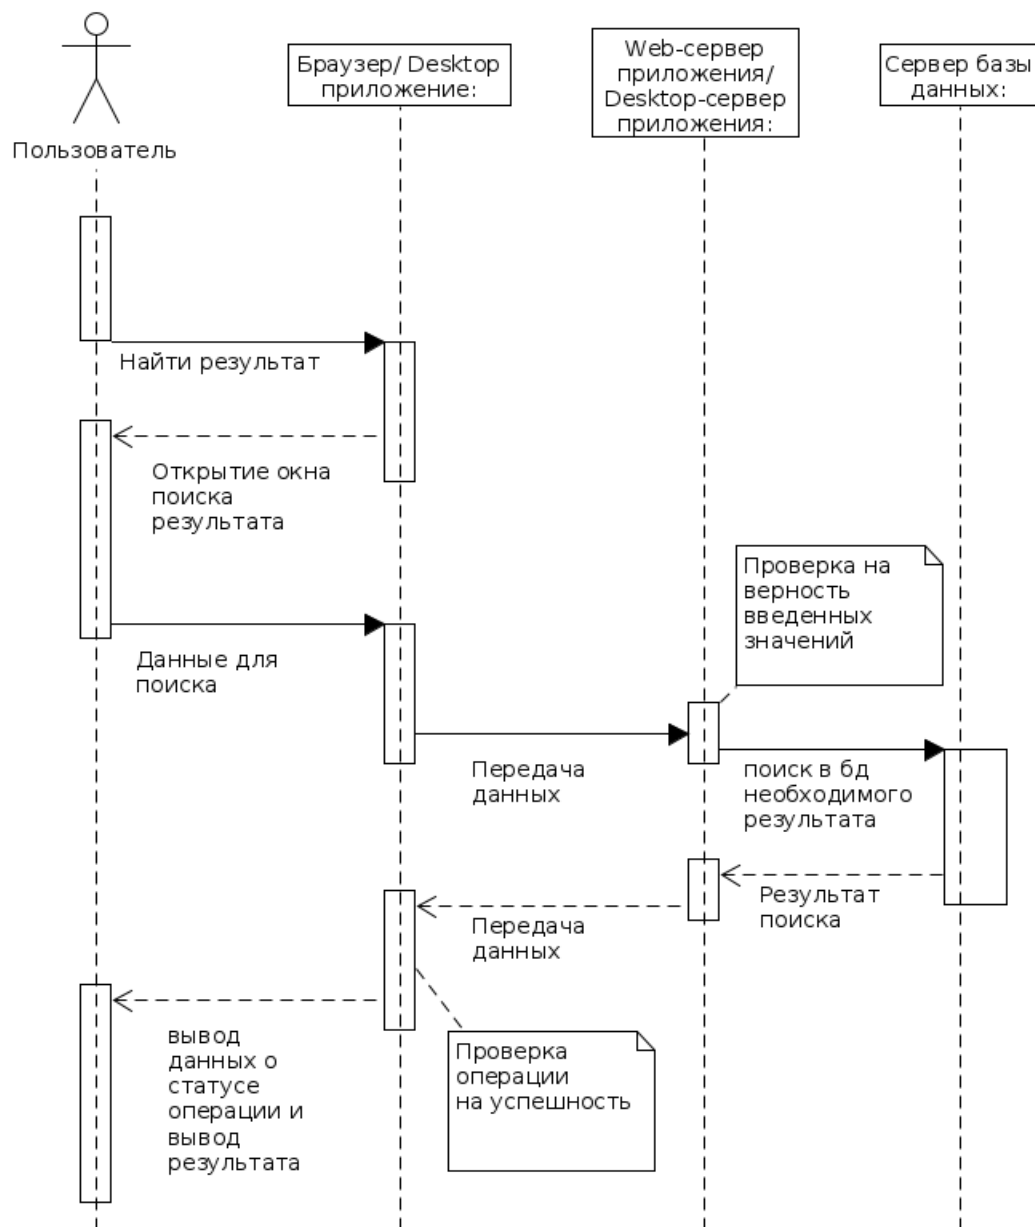 Пользователь
Браузер/ Desktop
приложение:
Web-сервер
приложения/
Desktop-сервер
приложения:
Сервер базы
данных:
Найти результат
Открытие окна
поиска
результата
Проверка на
верность
введенных
значений
Данные для
поиска
Передача
данных
поиск в бд
необходимого
результата
Результат
поиска
Передача
данных
вывод
данных о
статусе
операции и
вывод
результата
Проверка
операции
на успешность